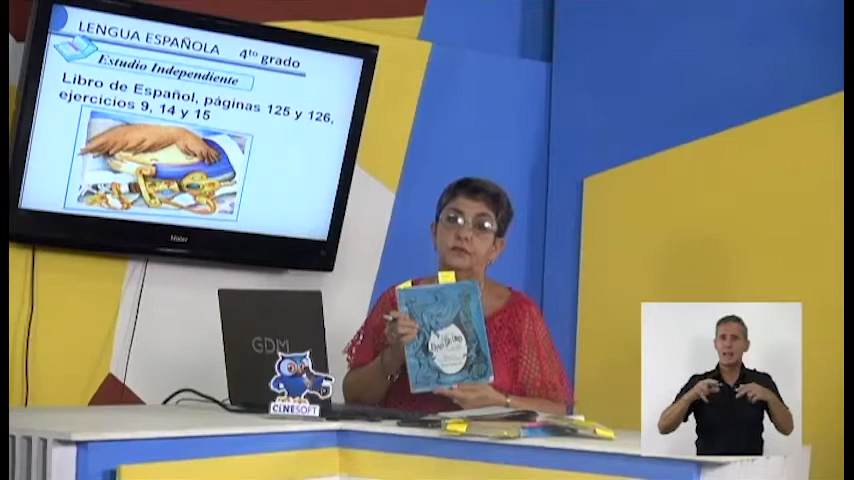 LENGUA ESPAÑOLA 4to grado
Estudio Independiente
Libro de Español, páginas 125 y 126,
ejercicios 9, 14 y 15
Haier
GDM
CINESOFT